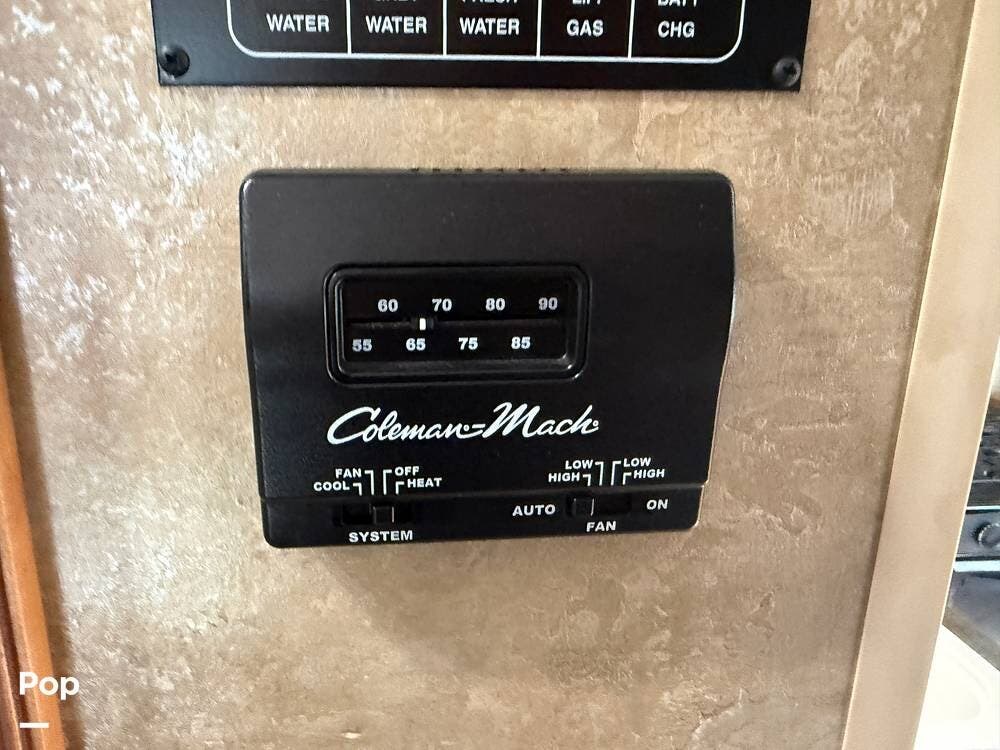 WATER WATER WATER GAS CHG
60 70 80 90
55 65 75 85
Coleman-Mach
FAN OFF LOW LOW
COOL HEAT HIGH HIGH
AUTO ON
SYSTEM FAN
Pop